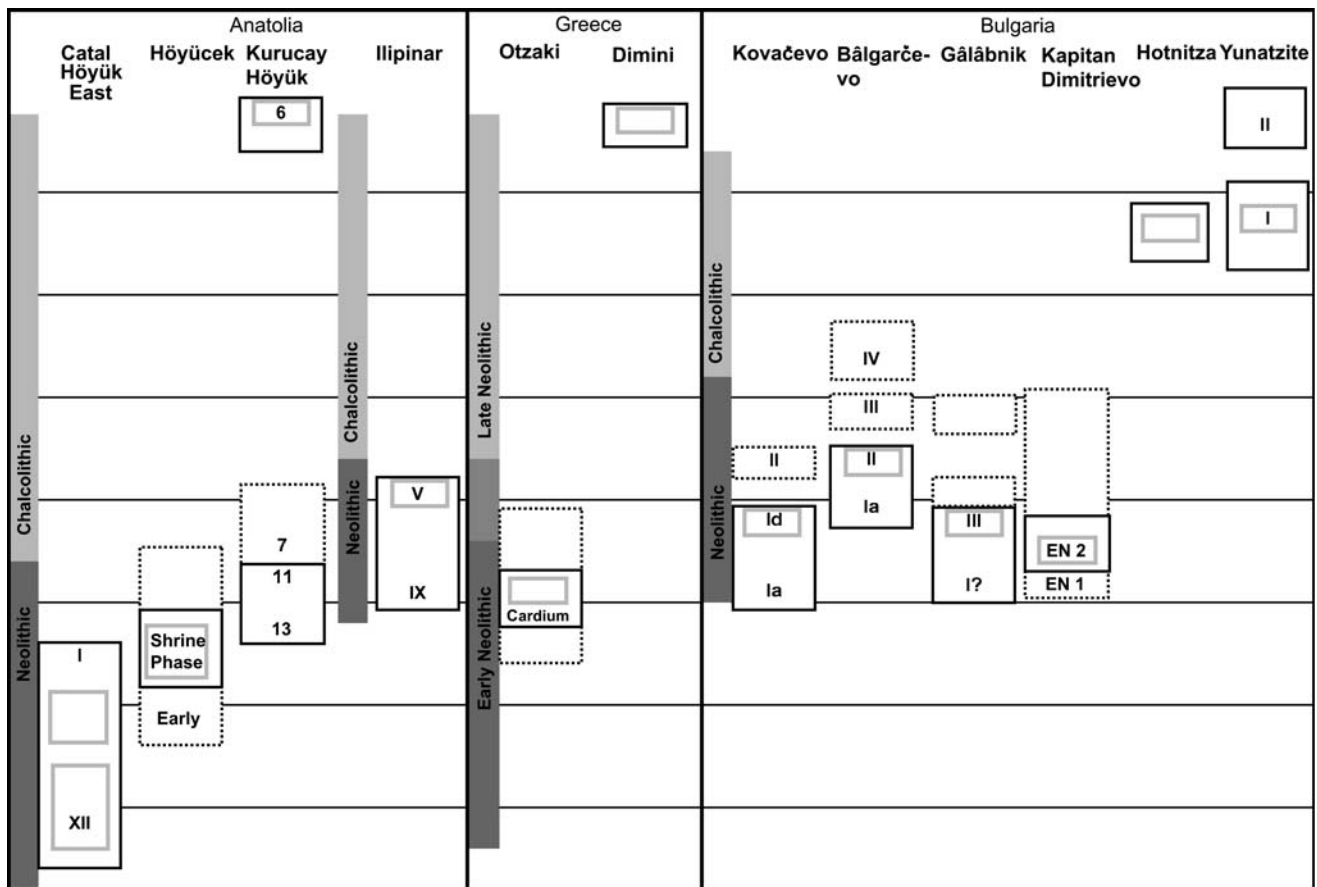 Anatolia
Greece
Bulgaria
Catal
Höyük
East
Höyücek
Kurucay
Höyük
Ilipinar
Otzaki
Dimini
Kovačevo
Bâlgarče-
vo
Gâlâbnik
Kapitan
Dimitrievo
Hotnitza
Yunatzite
6
II
I
Chalcolithic
Neolithic
I
XII
Shrine
Phase
Early
7
11
13
Chalcolithic
Neolithic
V
IX
Late Neolithic
Early Neolithic
Cardium
Chalcolithic
Neolithic
II
Id
Ia
IV
III
II
Ia
III
I?
EN 2
EN 1